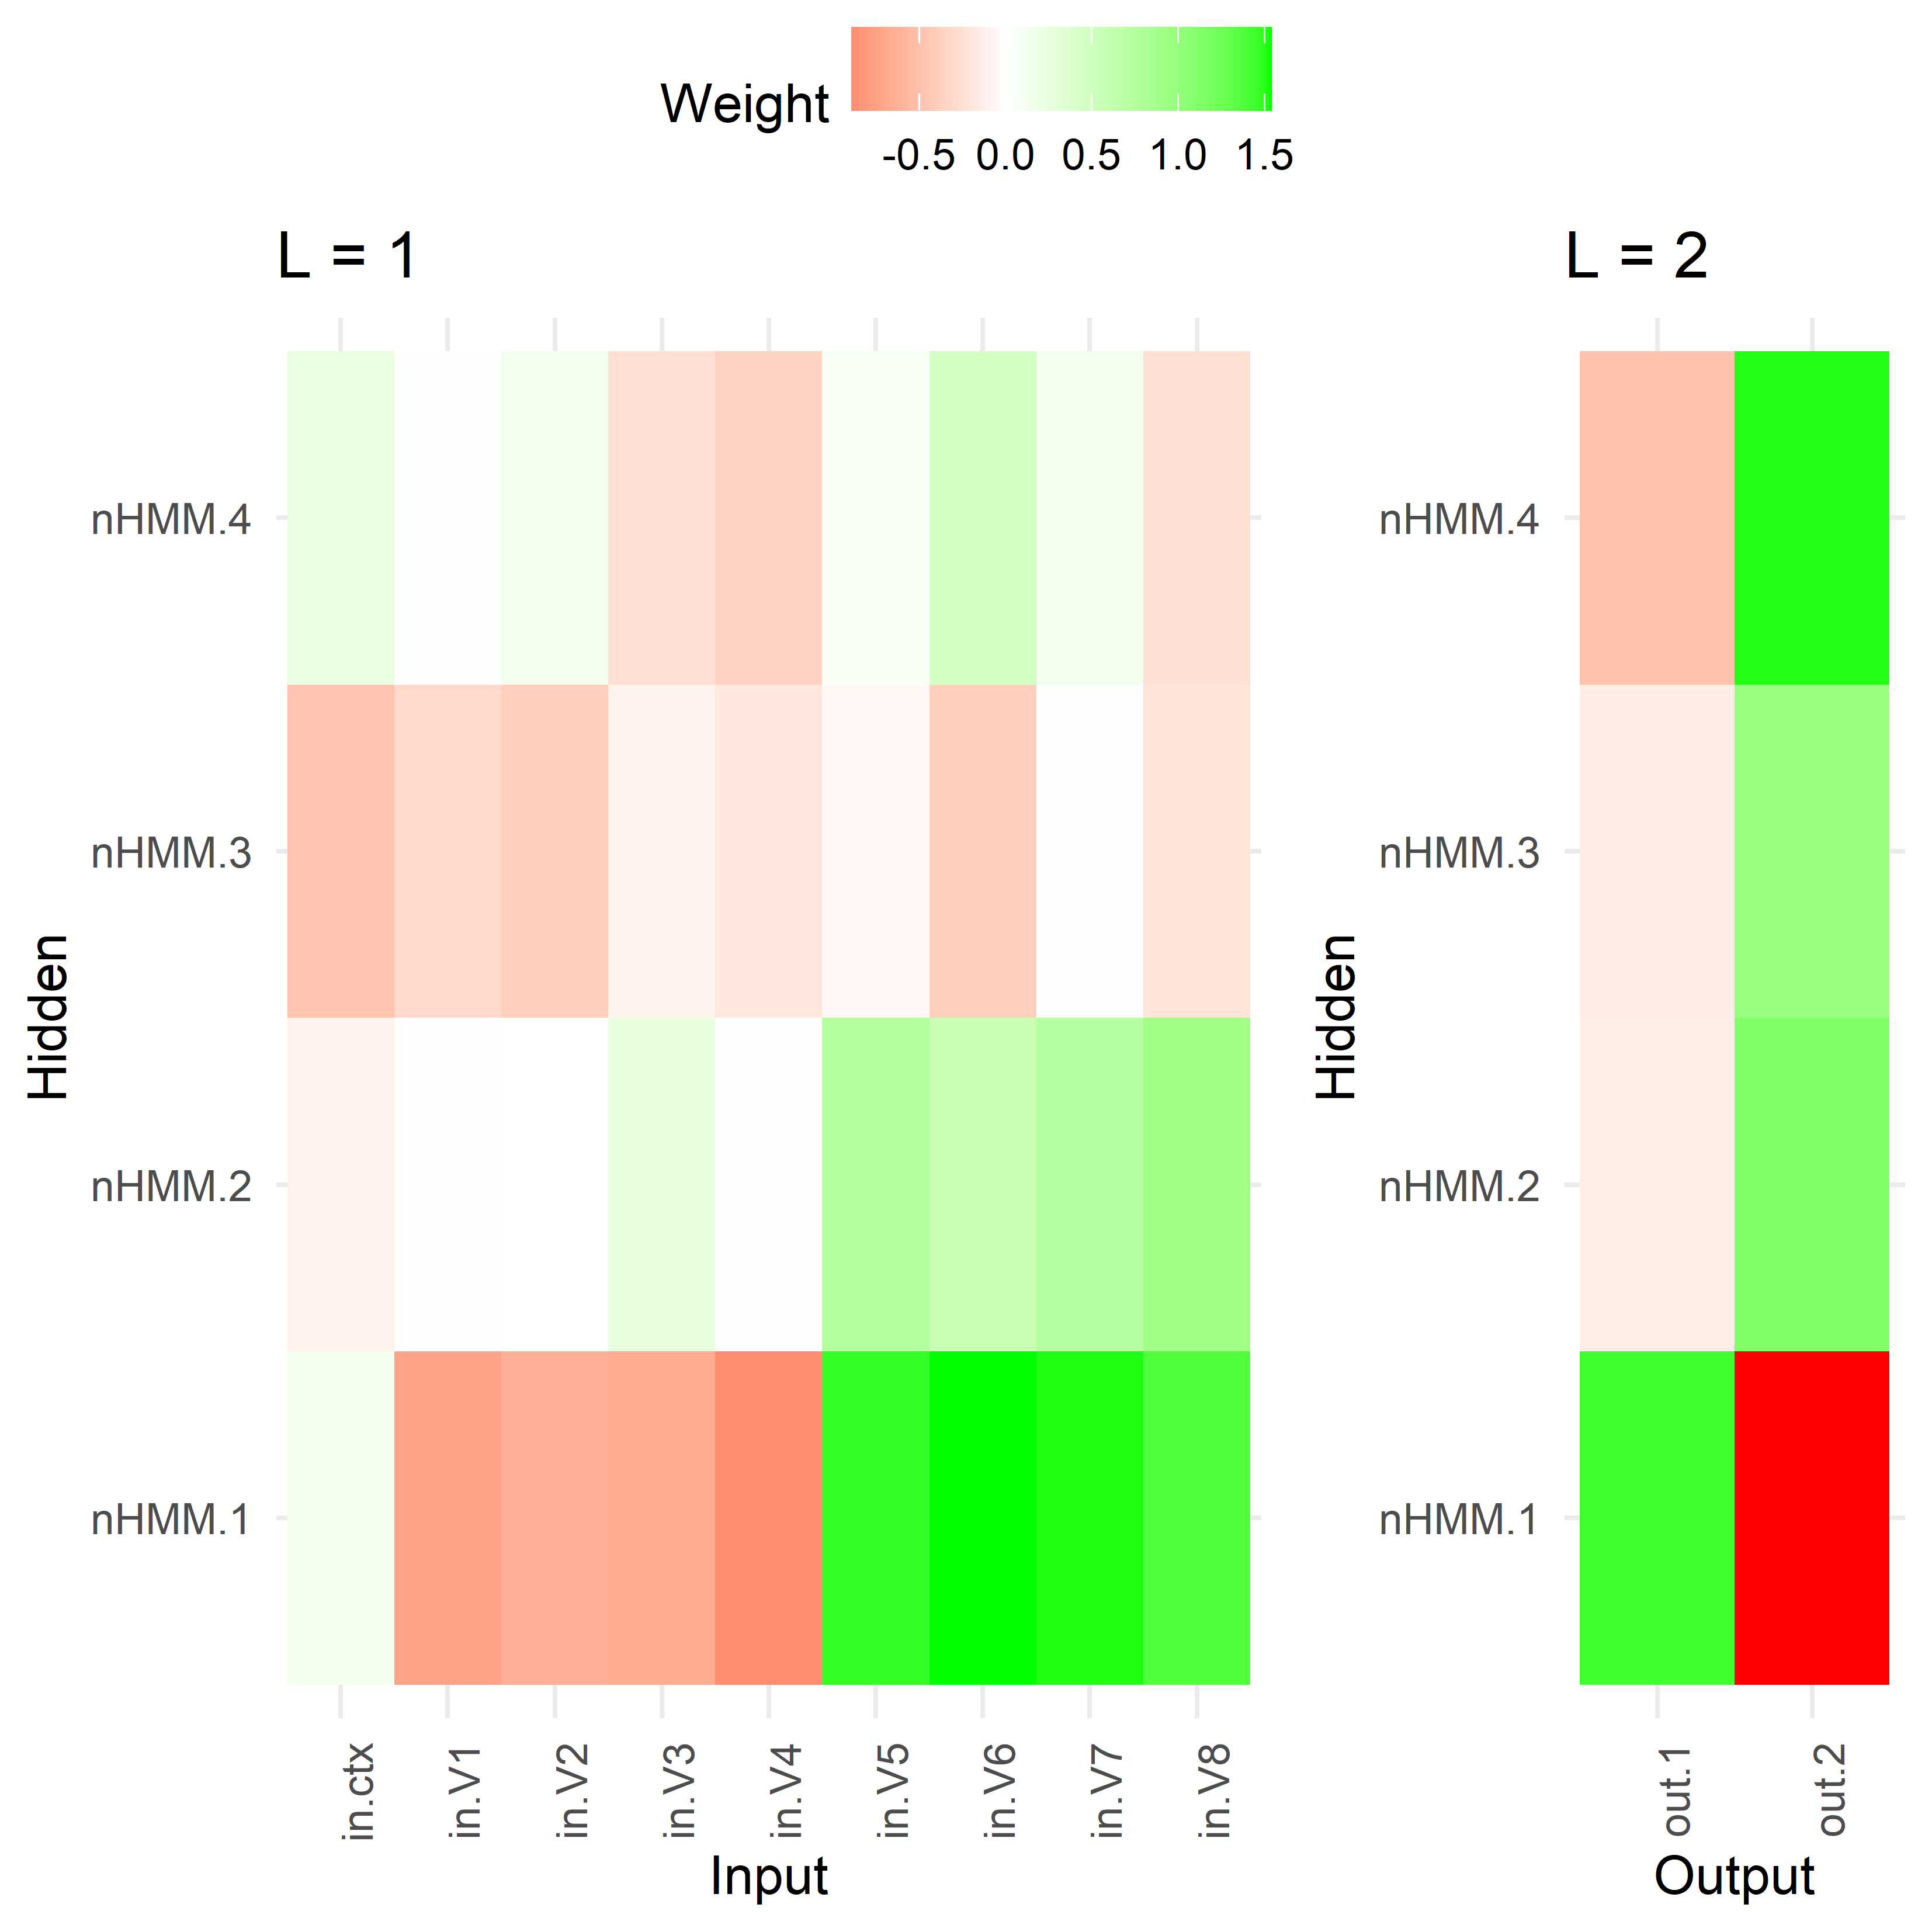 Weight
-0.5 0.0 0.5 1.0 1.5
L = 1
Hidden
nHMM.4
nHMM.3
nHMM.2
nHMM.1
in.ctx
in.V1
in.V2
in.V3
in.V4
in.V5
in.V6
in.V7
in.V8
Input
L = 2
Hidden
nHMM.4
nHMM.3
nHMM.2
nHMM.1
out.1
out.2
Output